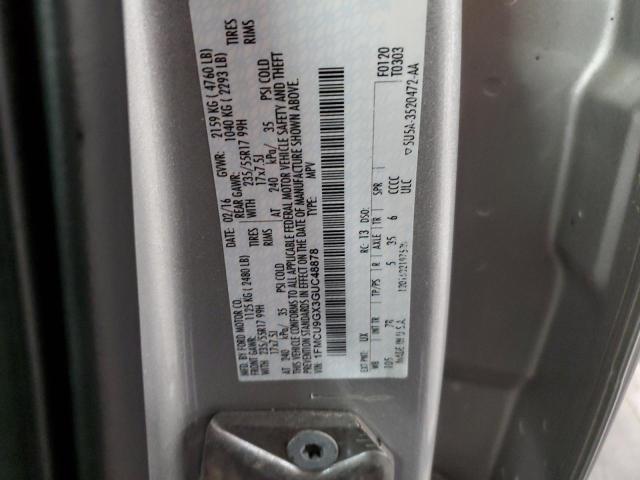 MFD. BY FORD MOTOR CO.
DATE: 02/16 GVWR: 2159 KG ( 4760 LB)
FRONT GAWR: 1125 KG ( 2480 LB) REAR GAWR: 1040 KG ( 2293 LB)
WITH 235/55R17 99H TIRES WITH 235/55R17 99H TIRES
17x7.5J RIMS 17x7.5J RIMS
AT 240 kPa/ 35 PSI COLD AT 240 kPa/ 35 PSI COLD
THIS VEHICLE CONFORMS TO ALL APPLICABLE FEDERAL MOTOR VEHICLE SAFETY AND THEFT
PREVENTION STANDARDS IN EFFECT ON THE DATE OF MANUFACTURE SHOWN ABOVE.
VIN: 1FMCU9GX3GUC48878
TYPE: MPV
F0120
T0303
EXT PNT: UX RC: 13 DSO:
WB INT TR TP/PS R AXLE TR SPR
105 78 5 35 6 CCCC
MADE IN U.S.A. ULC
▽5U5A-3520472-AA